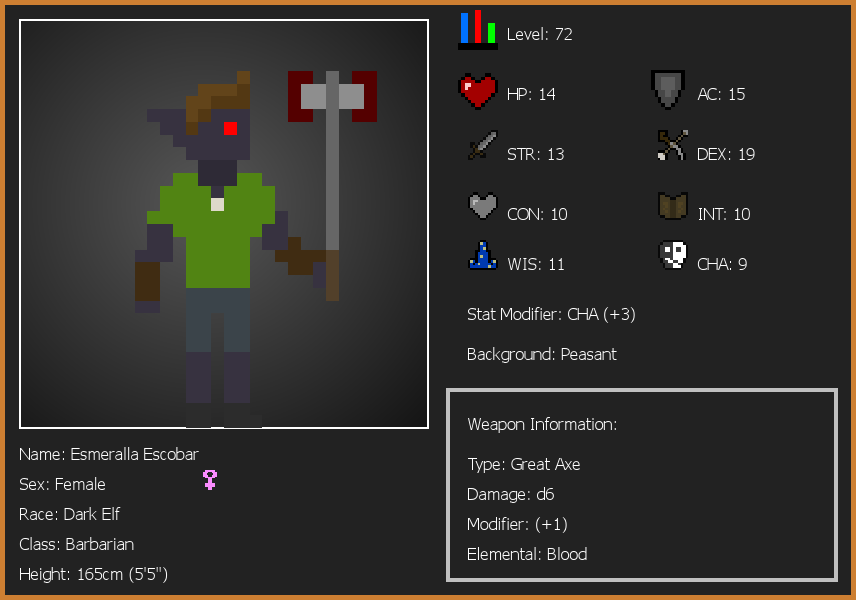 Level: 72
HP: 14
AC: 15
STR: 13
DEX: 19
CON: 10
INT: 10
WIS: 11
CHA: 9
Stat Modifier: CHA (+3)
Background: Peasant
Weapon Information:
Type: Great Axe
Damage: d6
Modifier: (+1)
Elemental: Blood
Name: Esmeralla Escobar
Sex: Female
Race: Dark Elf
Class: Barbarian
Height: 165cm (5'5")